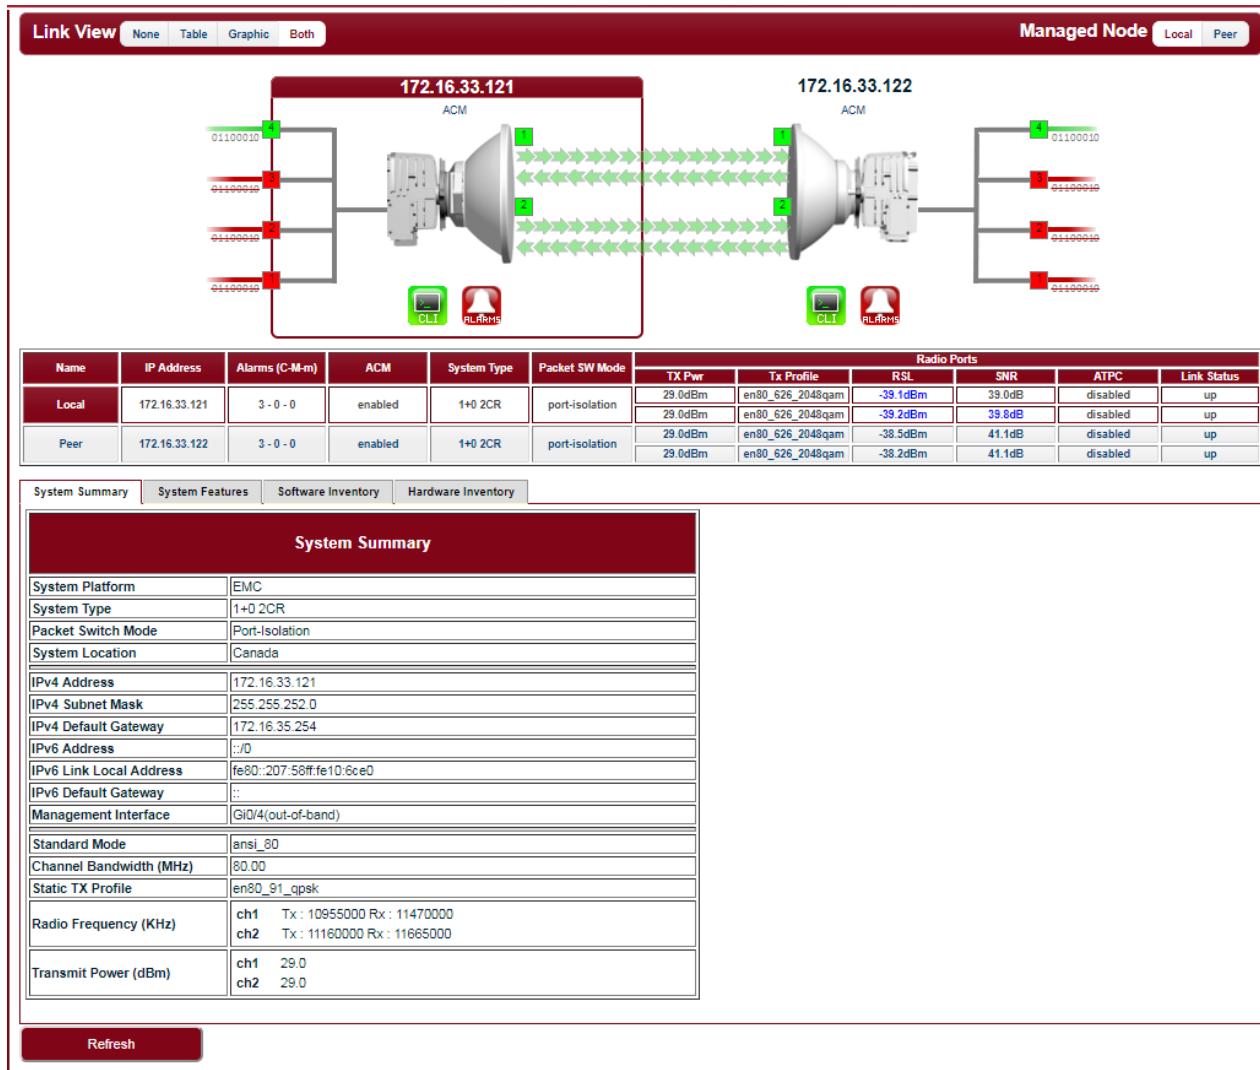 Link View None Table Graphic Both Managed Node Local Peer
172.16.33.121 172.16.33.122
ACM ACM
4 1 1 4
01100010 01100010
3 3
01100010 01100010
2 2
2 2
01100010 01100010
1 1
01100010 01100010
CLI ALARMS CLI ALARMS
Name IP Address Alarms (C-M-m) ACM System Type Packet SW Mode Radio Ports
TX Pwr Tx Profile RSL SNR ATPC Link Status
Local 172.16.33.121 3 - 0 - 0 enabled 1+0 2CR port-isolation
29.0dBm en80_626_2048qam -39.1dBm 39.0dB disabled up
29.0dBm en80_626_2048qam -39.2dBm 39.8dB disabled up
Peer 172.16.33.122 3 - 0 - 0 enabled 1+0 2CR port-isolation
29.0dBm en80_626_2048qam -38.5dBm 41.1dB disabled up
29.0dBm en80_626_2048qam -38.2dBm 41.1dB disabled up
System Summary System Features Software Inventory Hardware Inventory
System Summary
System Platform EMC
System Type 1+0 2CR
Packet Switch Mode Port-Isolation
System Location Canada
IPv4 Address 172.16.33.121
IPv4 Subnet Mask 255.255.252.0
IPv4 Default Gateway 172.16.35.254
IPv6 Address ::/0
IPv6 Link Local Address fe80::207:58ff:fe10:6ce0
IPv6 Default Gateway ::
Management Interface Gi0/4(out-of-band)
Standard Mode ansi_80
Channel Bandwidth (MHz) 80.00
Static TX Profile en80_91_qpsk
Radio Frequency (KHz)
ch1 Tx : 10955000 Rx : 11470000
ch2 Tx : 11160000 Rx : 11665000
Transmit Power (dBm)
ch1 29.0
ch2 29.0
Refresh